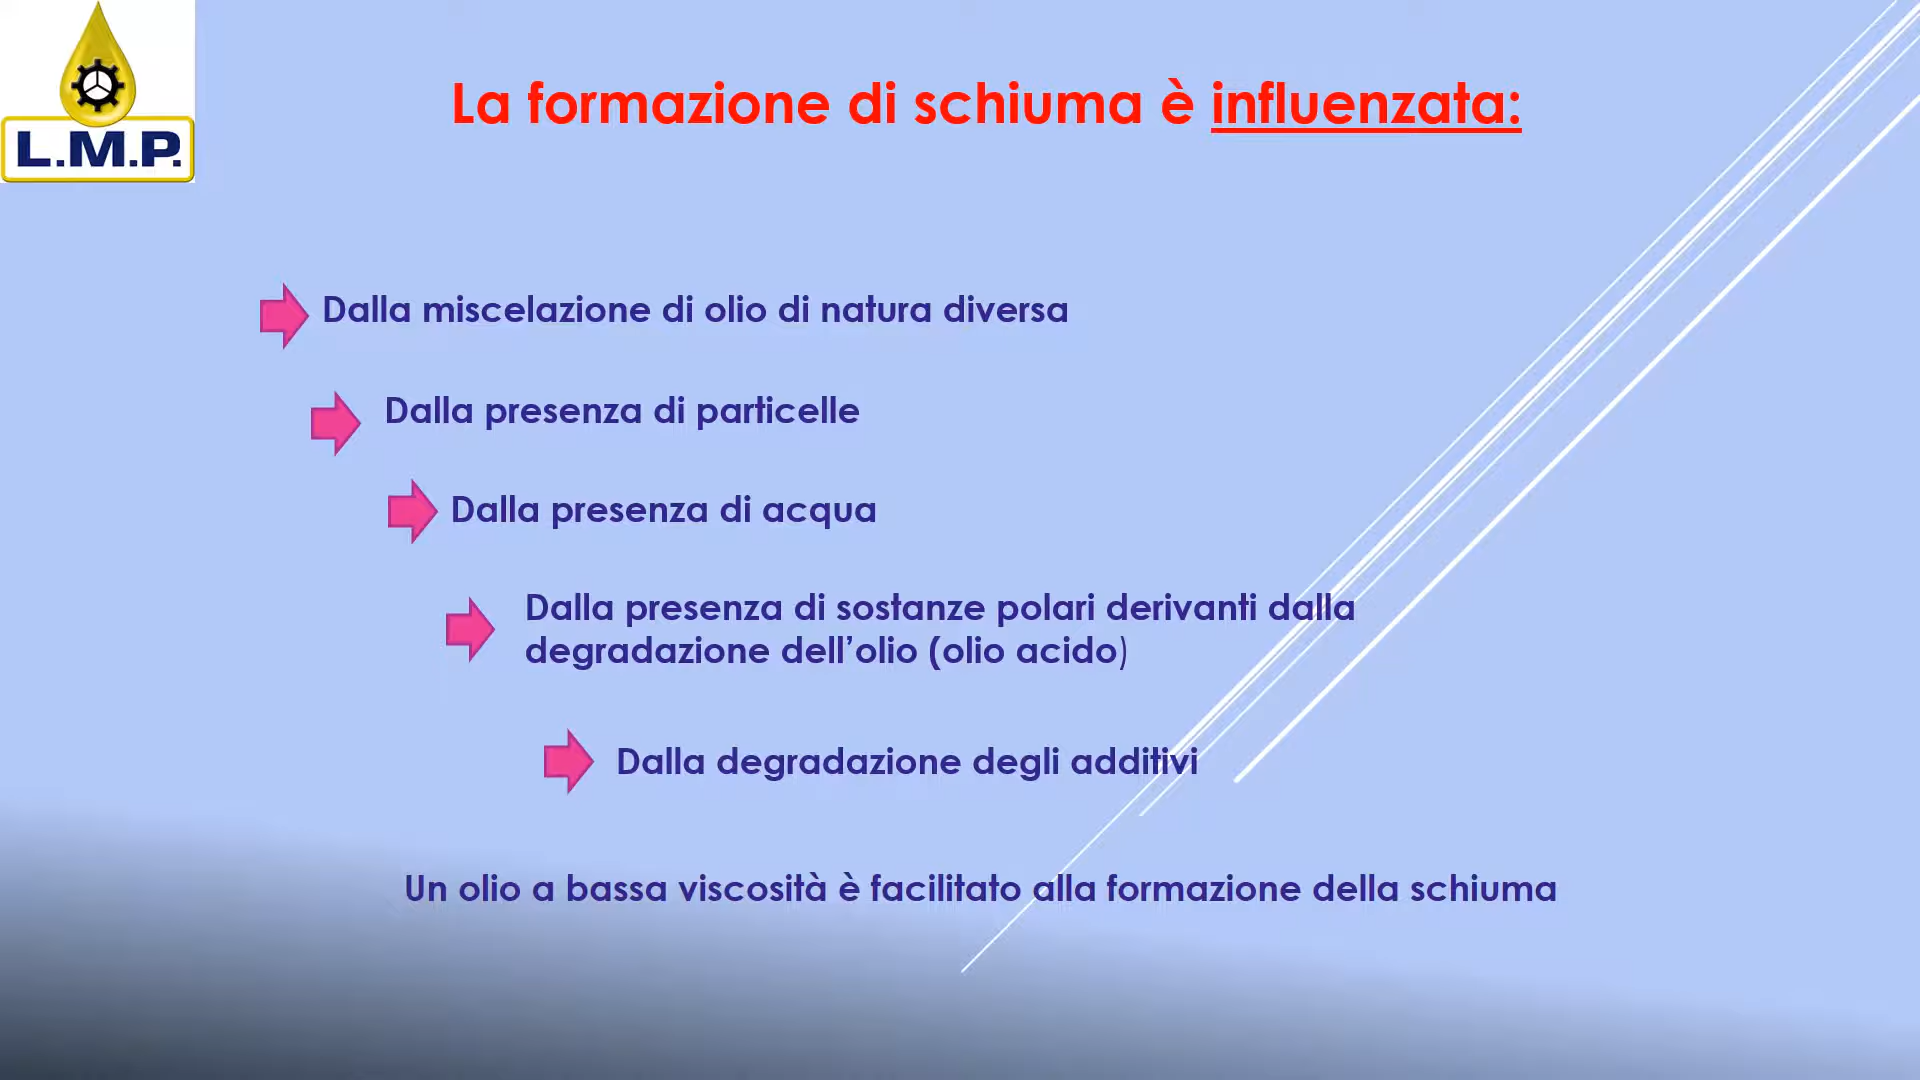 L.M.P.
La formazione di schiuma è influenzata:
Dalla miscelazione di olio di natura diversa
Dalla presenza di particelle
Dalla presenza di acqua
Dalla presenza di sostanze polari derivanti dalla
degradazione dell’olio (olio acido)
Dalla degradazione degli additivi
Un olio a bassa viscosità è facilitato alla formazione della schiuma